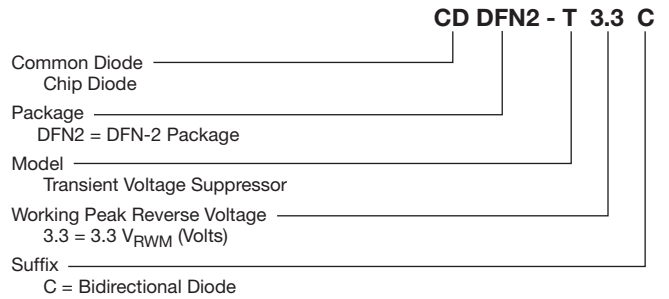 CD DFN2 - T 3.3 C
Common Diode
Chip Diode
Package
DFN2 = DFN-2 Package
Model
Transient Voltage Suppressor
Working Peak Reverse Voltage
3.3 = 3.3 VRWM (Volts)
Suffix
C = Bidirectional Diode